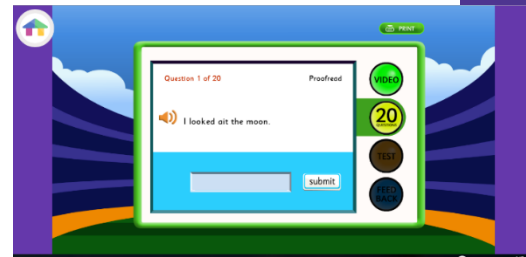 PRINT
Question 1 of 20 Proofread
VIDEO
I looked ait the moon.
20
TEST
submit
FEED
BACK